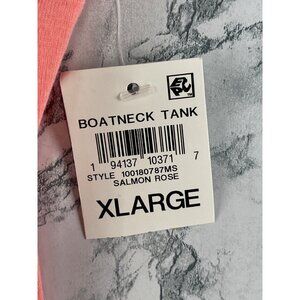 BOATNECK TANK
1 94137 10371 7
STYLE 100180787MS
SALMON ROSE
XLARGE